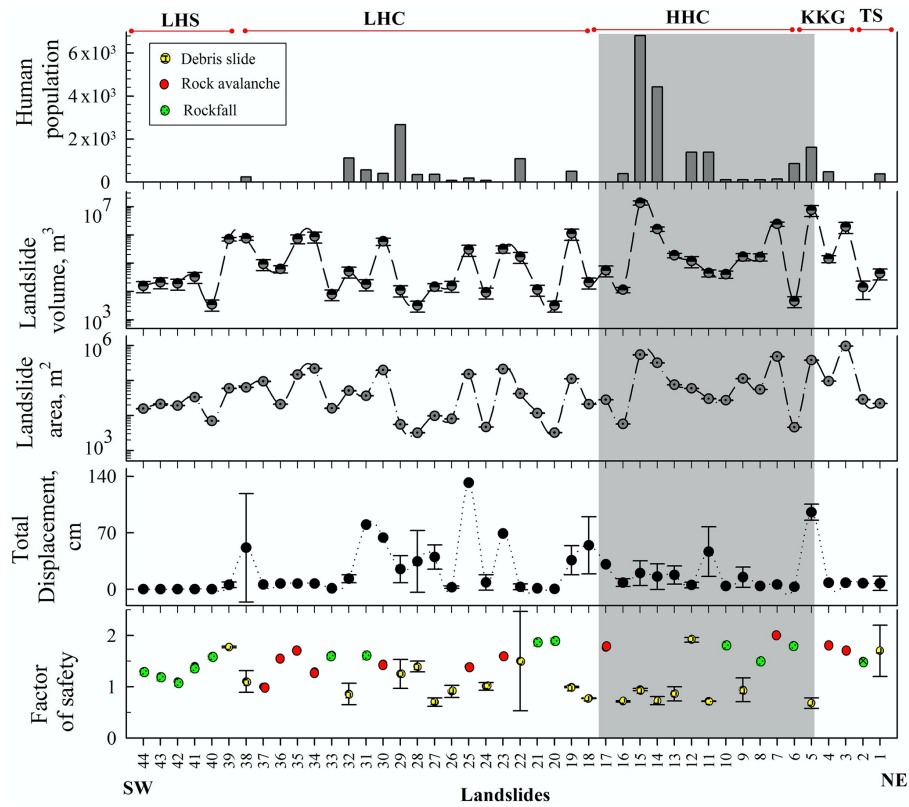 LHS LHC HHC KKG TS
Debris slide
Rock avalanche
Rockfall
Human
population
6x10³
4x10³
2x10³
0
Landslide
volume, m³
10⁷
10³
Landslide
area, m²
10⁶
10³
Total
Displacement,
cm
140
70
0
Factor
of safety
2
1
0
44 43 42 41 40 39 38 37 36 35 34 33 32 31 30 29 28 27 26 25 24 23 22 21 20 19 18 17 16 15 14 13 12 11 10 9 8 7 6 5 4 3 2 1
SW NE
Landslides